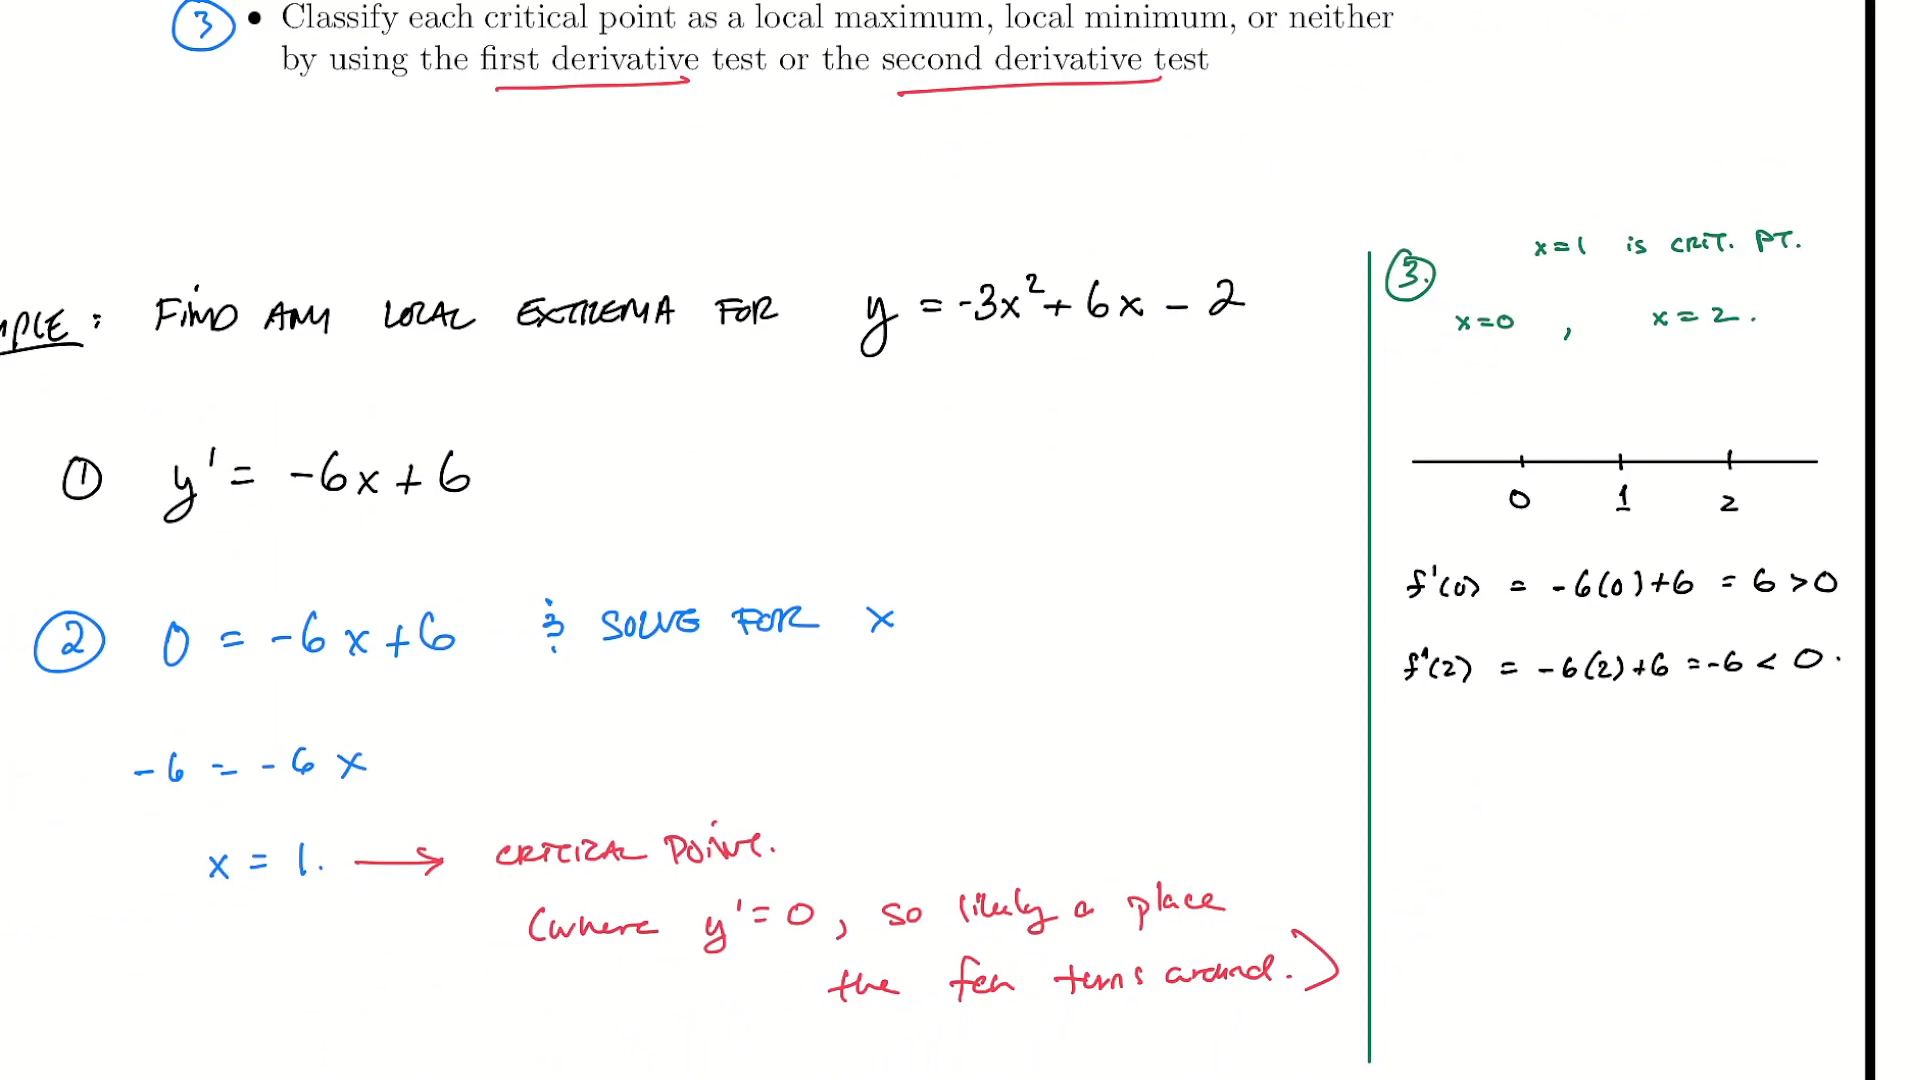 3 • Classify each critical point as a local maximum, local minimum, or neither
by using the first derivative test or the second derivative test
MPLE: FIND ANY LOCAL EXTREMA FOR y = -3x² + 6x - 2
① y' = -6x + 6
② 0 = -6x + 6 & SOLVE FOR x
-6 = -6x
x = 1. → CRITICAL POINT.
(where y' = 0, so likely a place
the fcn turns around.)
③. x=1 is CRIT. PT.
x=0 , x=2.
0 1 2
f'(0) = -6(0)+6 = 6 >0
f'(2) = -6(2)+6 =-6 < 0.